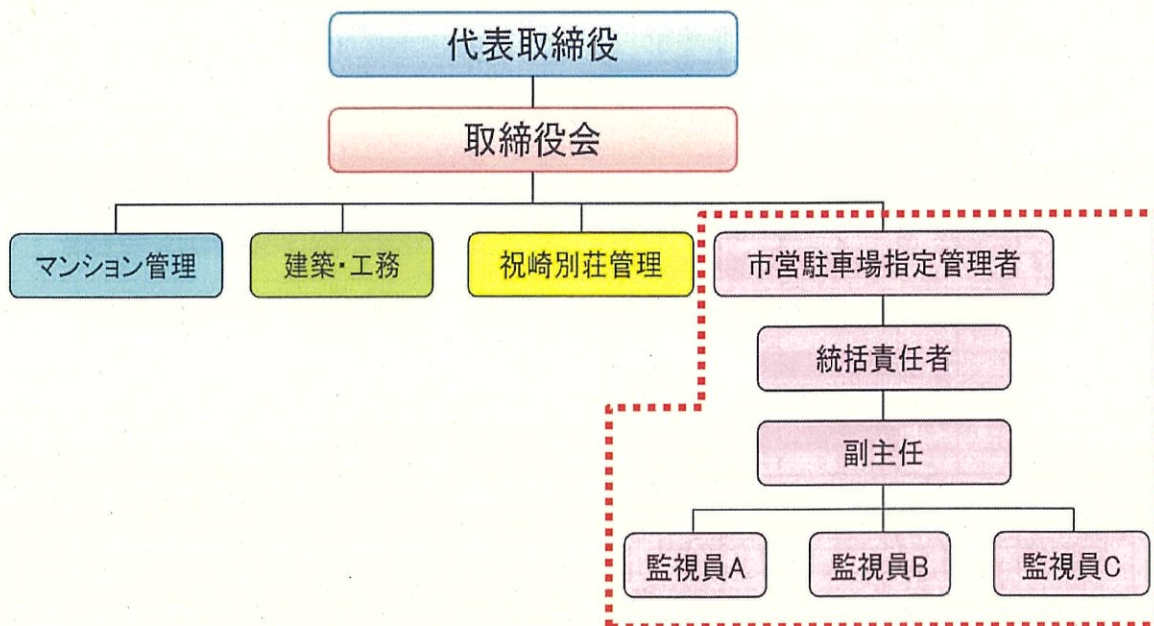 代表取締役
取締役会
マンション管理
建築・工務
祝崎別荘管理
市営駐車場指定管理者
統括責任者
副主任
監視員A
監視員B
監視員C